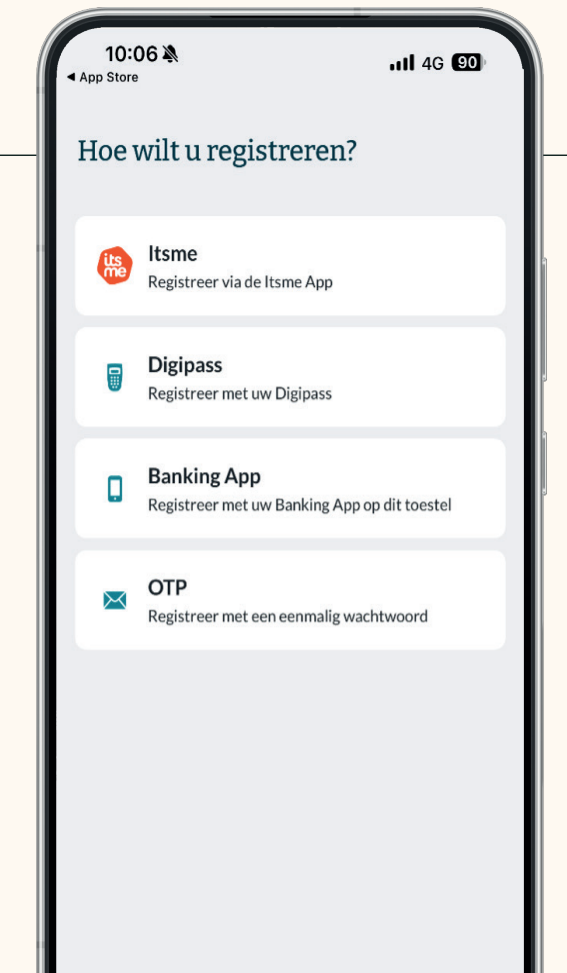 10:06
4G 90
◀ App Store
Hoe wilt u registreren?
its
me
Itsme
Registreer via de Itsme App
Digipass
Registreer met uw Digipass
Banking App
Registreer met uw Banking App op dit toestel
OTP
Registreer met een eenmalig wachtwoord